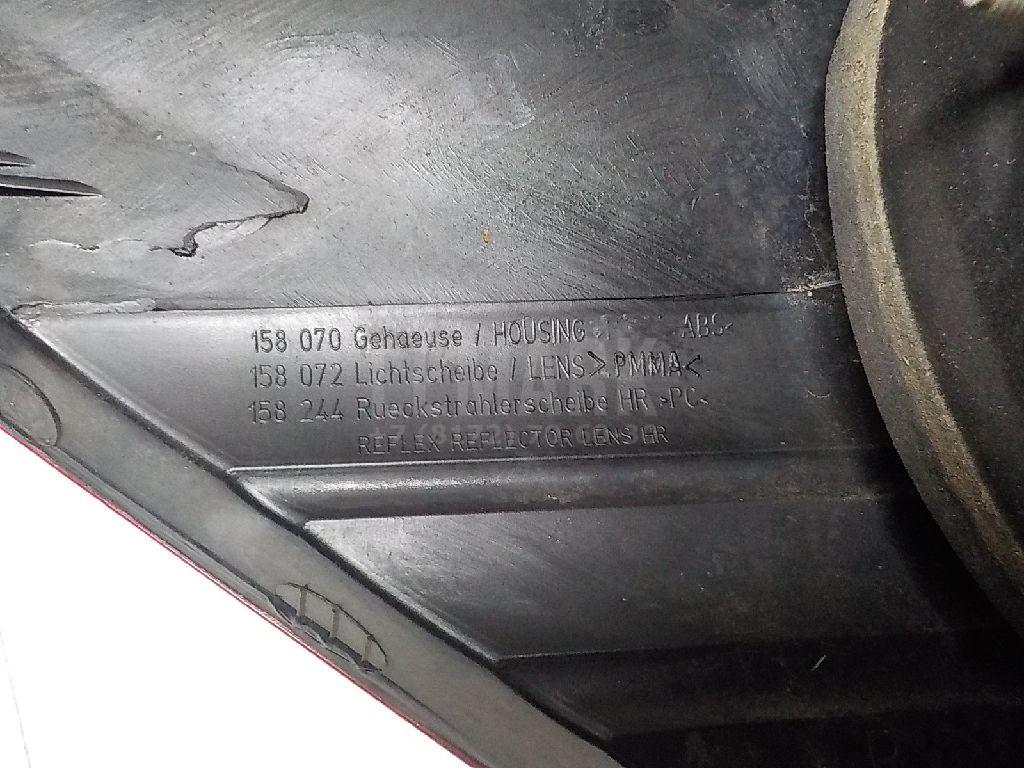 158 070 Gehaeuse / HOUSING ABS<
158 072 Lichtscheibe / LENS >PMMA<
158 244 Rueckstrahlerscheibe HR >PC<
REFLEX REFLECTOR LENS HR